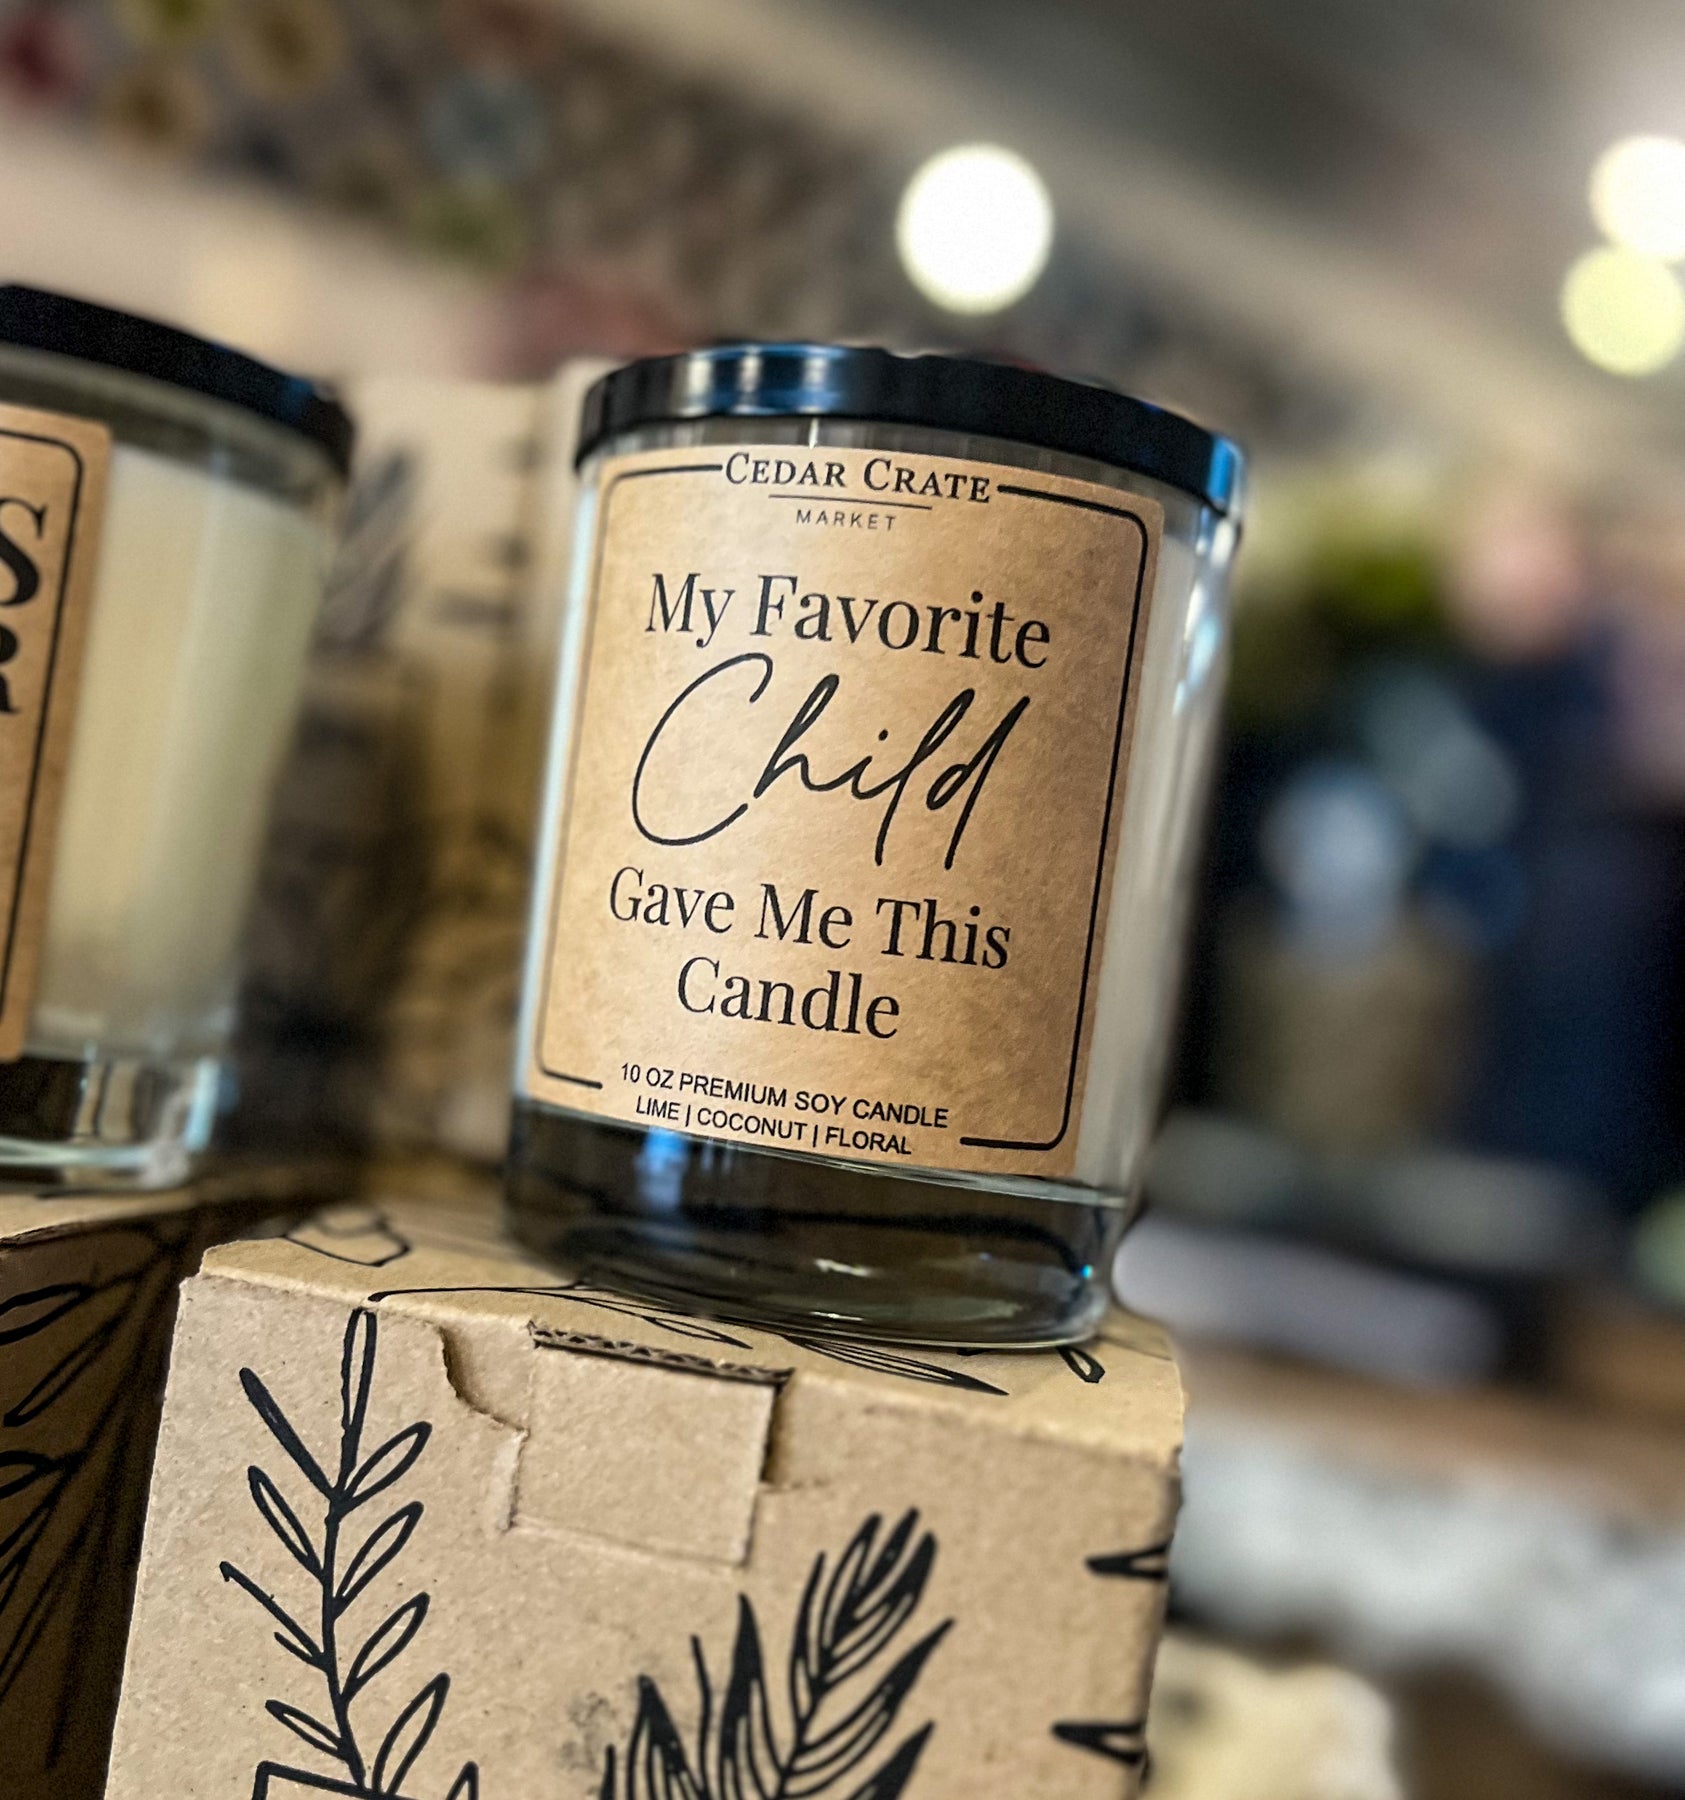 CEDAR CRATE
MARKET
My Favorite
Child
Gave Me This
Candle
10 OZ PREMIUM SOY CANDLE
LIME | COCONUT | FLORAL
S
R